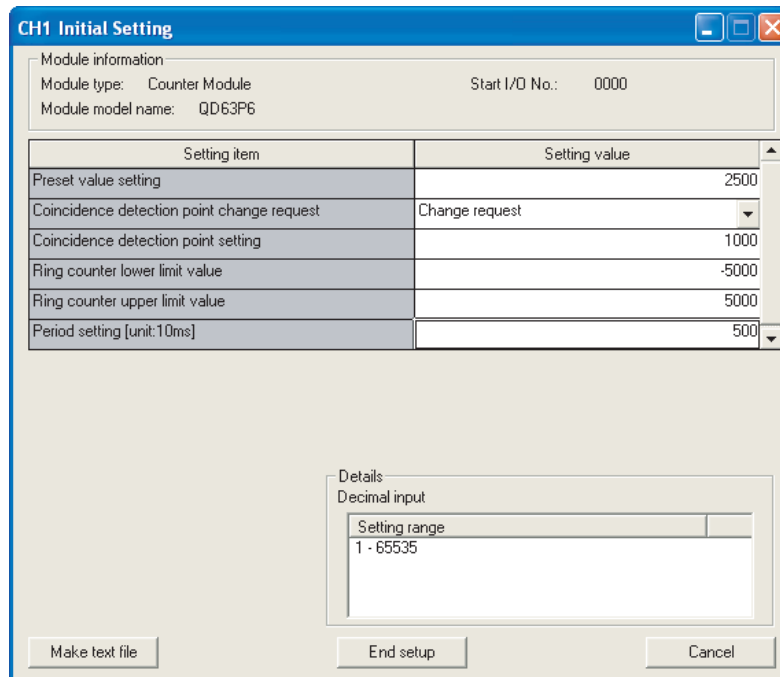 CH1 Initial Setting
Module information
Module type: Counter Module Start I/O No.: 0000
Module model name: QD63P6
Setting item Setting value
Preset value setting 2500
Coincidence detection point change request Change request
Coincidence detection point setting 1000
Ring counter lower limit value -5000
Ring counter upper limit value 5000
Period setting [unit:10ms] 500
Details
Decimal input
Setting range
1 - 65535
Make text file End setup Cancel